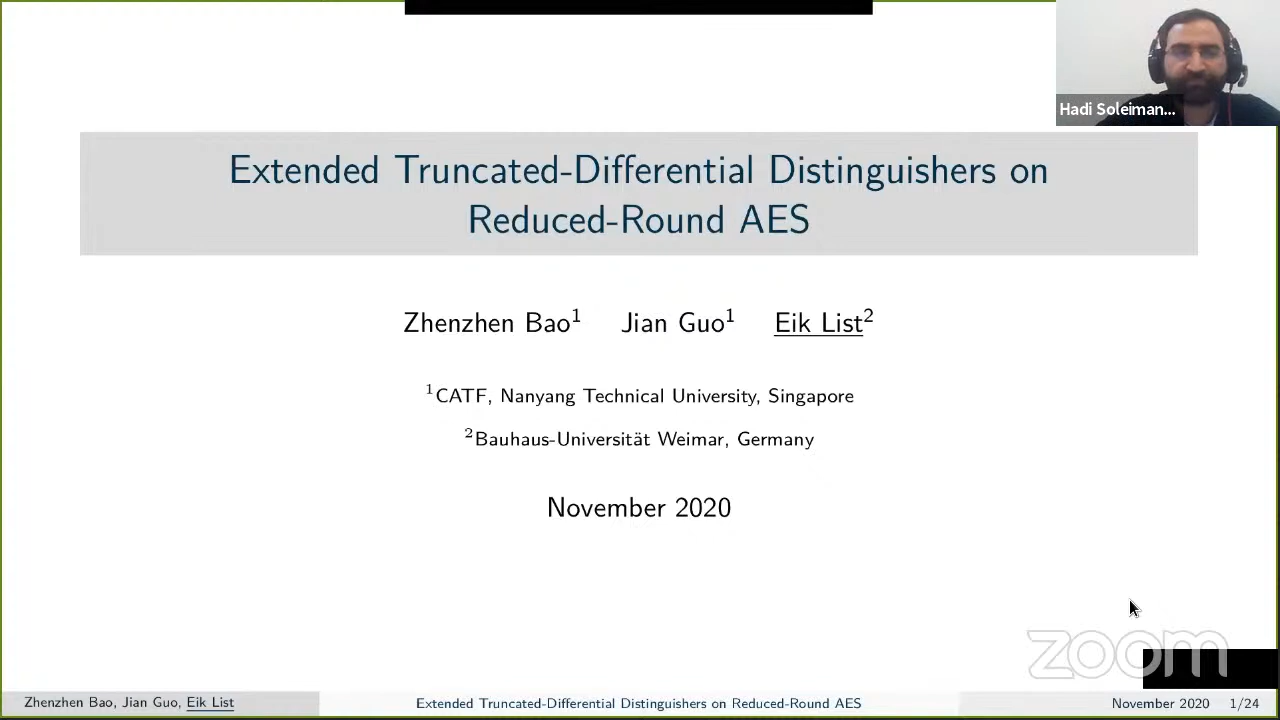 Hadi Soleiman...
Extended Truncated-Differential Distinguishers on
Reduced-Round AES
Zhenzhen Bao¹ Jian Guo¹ Eik List²
¹CATF, Nanyang Technical University, Singapore
²Bauhaus-Universität Weimar, Germany
November 2020
zoom
Zhenzhen Bao, Jian Guo, Eik List Extended Truncated-Differential Distinguishers on Reduced-Round AES November 2020 1/24